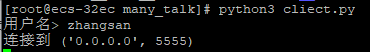 [root@ecs-32ec many_talk]# python3 cliect.py
用户名> zhangsan
连接到 ('0.0.0.0', 5555)